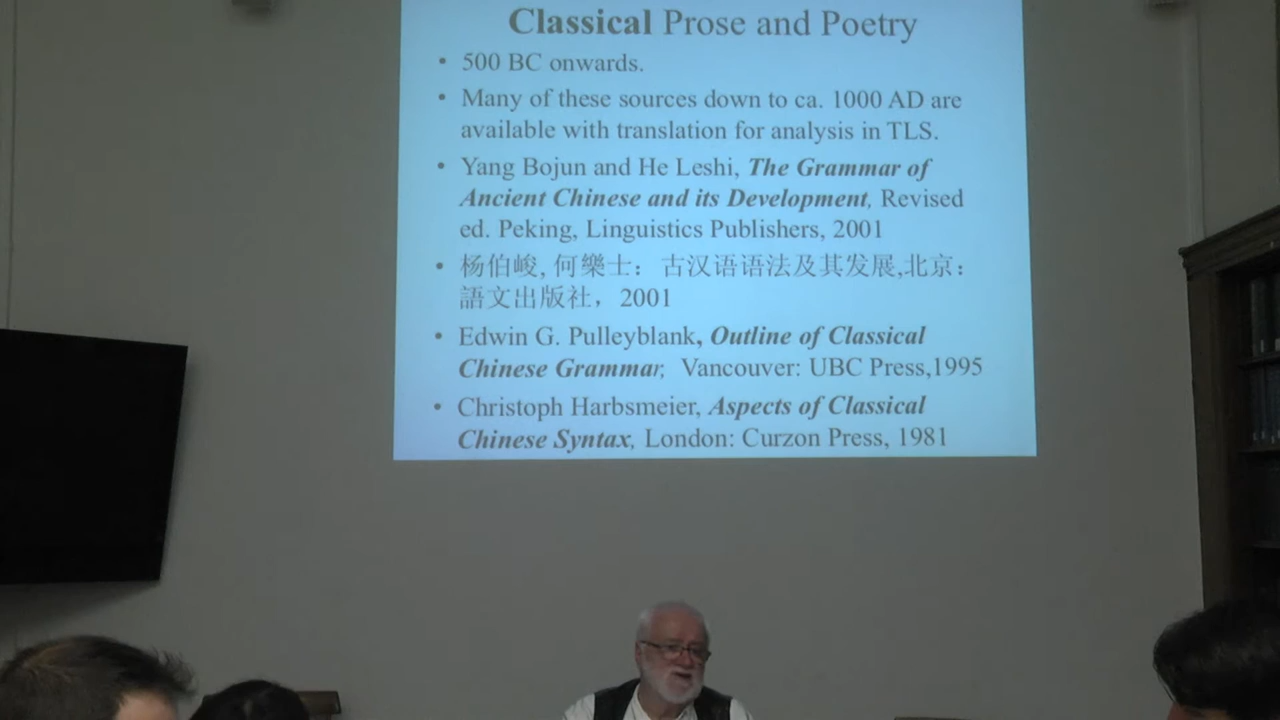 Classical Prose and Poetry
• 500 BC onwards.
• Many of these sources down to ca. 1000 AD are
available with translation for analysis in TLS.
• Yang Bojun and He Leshi, The Grammar of
Ancient Chinese and its Development, Revised
ed. Peking, Linguistics Publishers, 2001
• 杨伯峻, 何樂士： 古汉语语法及其发展,北京：
語文出版社，2001
• Edwin G. Pulleyblank, Outline of Classical
Chinese Grammar, Vancouver: UBC Press,1995
• Christoph Harbsmeier, Aspects of Classical
Chinese Syntax, London: Curzon Press, 1981